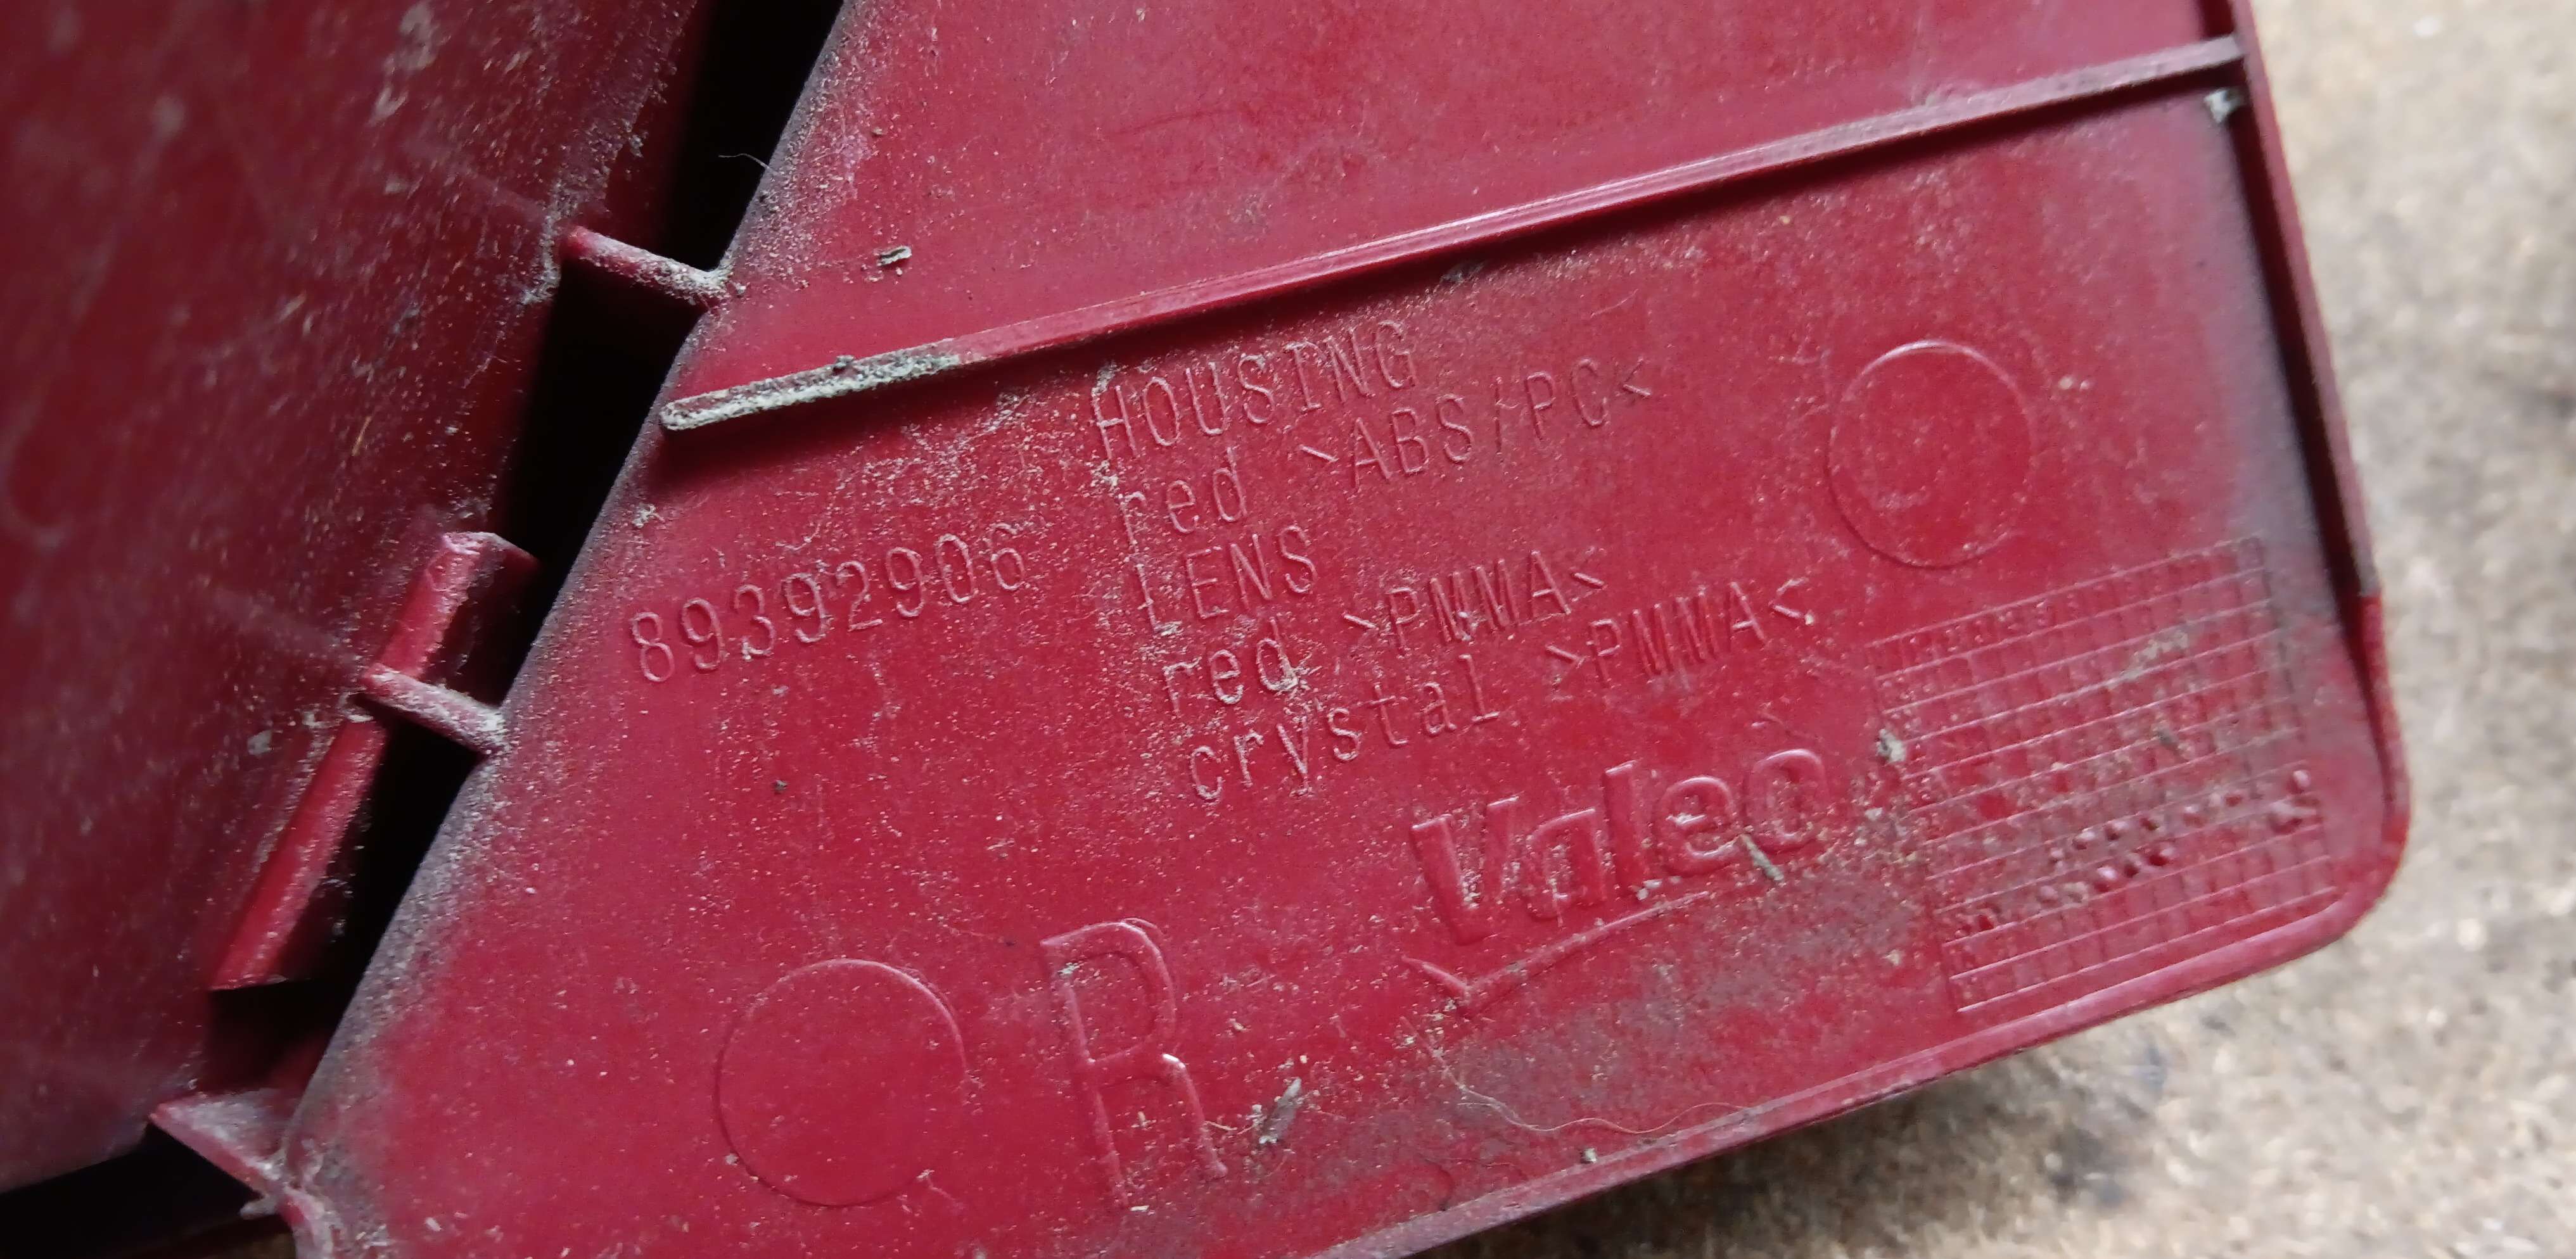 HOUSING
red >ABS/PC<
89392906
LENS
red >PMMA<
crystal >PMMA<
Valeo
R